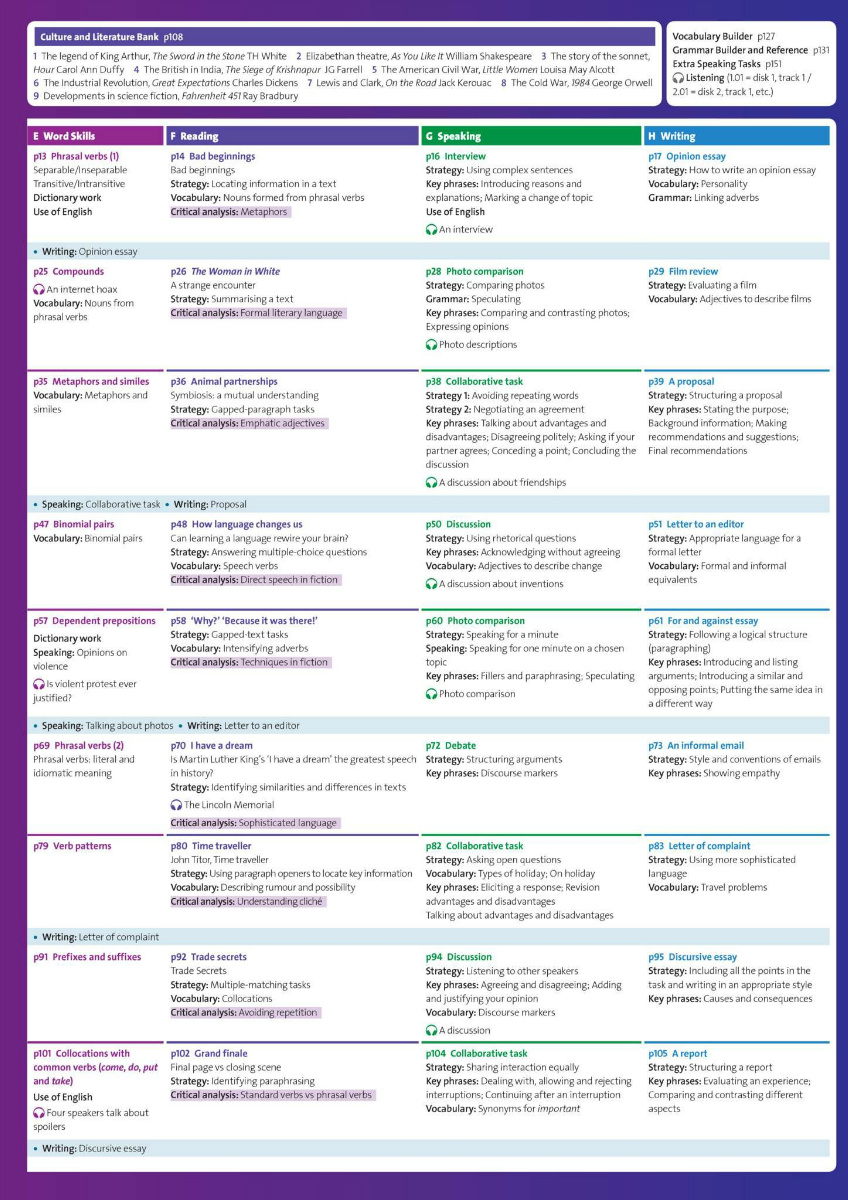 Culture and Literature Bank p108
1 The legend of King Arthur, The Sword in the Stone TH White 2 Elizabethan theatre, As You Like It William Shakespeare 3 The story of the sonnet,
Hour Carol Ann Duffy 4 The British in India, The Siege of Krishnapur JG Farrell 5 The American Civil War, Little Women Louisa May Alcott
6 The Industrial Revolution, Great Expectations Charles Dickens 7 Lewis and Clark, On the Road Jack Kerouac 8 The Cold War, 1984 George Orwell
9 Developments in science fiction, Fahrenheit 451 Ray Bradbury
Vocabulary Builder p127
Grammar Builder and Reference p131
Extra Speaking Tasks p151
Listening (1.01 = disk 1, track 1 /
2.01 = disk 2, track 1, etc.)
E Word Skills
F Reading
G Speaking
H Writing
p13 Phrasal verbs (1)
Separable/Inseparable
Transitive/Intransitive
Dictionary work
Use of English
p14 Bad beginnings
Bad beginnings
Strategy: Locating information in a text
Vocabulary: Nouns formed from phrasal verbs
Critical analysis: Metaphors
p16 Interview
Strategy: Using complex sentences
Key phrases: Introducing reasons and
explanations; Marking a change of topic
Use of English
An interview
p17 Opinion essay
Strategy: How to write an opinion essay
Vocabulary: Personality
Grammar: Linking adverbs
• Writing: Opinion essay
p25 Compounds
An internet hoax
Vocabulary: Nouns from
phrasal verbs
p26 The Woman in White
A strange encounter
Strategy: Summarising a text
Critical analysis: Formal literary language
p28 Photo comparison
Strategy: Comparing photos
Grammar: Speculating
Key phrases: Comparing and contrasting photos;
Expressing opinions
Photo descriptions
p29 Film review
Strategy: Evaluating a film
Vocabulary: Adjectives to describe films
p35 Metaphors and similes
Vocabulary: Metaphors and
similes
p36 Animal partnerships
Symbiosis: a mutual understanding
Strategy: Gapped-paragraph tasks
Critical analysis: Emphatic adjectives
p38 Collaborative task
Strategy 1: Avoiding repeating words
Strategy 2: Negotiating an agreement
Key phrases: Talking about advantages and
disadvantages; Disagreeing politely; Asking if your
partner agrees; Conceding a point; Concluding the
discussion
A discussion about friendships
p39 A proposal
Strategy: Structuring a proposal
Key phrases: Stating the purpose;
Background information; Making
recommendations and suggestions;
Final recommendations
• Speaking: Collaborative task • Writing: Proposal
p47 Binomial pairs
Vocabulary: Binomial pairs
p48 How language changes us
Can learning a language rewire your brain?
Strategy: Answering multiple-choice questions
Vocabulary: Speech verbs
Critical analysis: Direct speech in fiction
p50 Discussion
Strategy: Using rhetorical questions
Key phrases: Acknowledging without agreeing
Vocabulary: Adjectives to describe change
A discussion about inventions
p51 Letter to an editor
Strategy: Appropriate language for a
formal letter
Vocabulary: Formal and informal
equivalents
p57 Dependent prepositions
Dictionary work
Speaking: Opinions on
violence
Is violent protest ever
justified?
p58 ‘Why?’ ‘Because it was there!’
Strategy: Gapped-text tasks
Vocabulary: Intensifying adverbs
Critical analysis: Techniques in fiction
p60 Photo comparison
Strategy: Speaking for a minute
Speaking: Speaking for one minute on a chosen
topic
Key phrases: Fillers and paraphrasing; Speculating
Photo comparison
p61 For and against essay
Strategy: Following a logical structure
(paragraphing)
Key phrases: Introducing and listing
arguments; Introducing a similar and
opposing points; Putting the same idea in
a different way
• Speaking: Talking about photos • Writing: Letter to an editor
p69 Phrasal verbs (2)
Phrasal verbs: literal and
idiomatic meaning
p70 I have a dream
Is Martin Luther King's ‘I have a dream’ the greatest speech
in history?
Strategy: Identifying similarities and differences in texts
The Lincoln Memorial
Critical analysis: Sophisticated language
p72 Debate
Strategy: Structuring arguments
Key phrases: Discourse markers
p73 An informal email
Strategy: Style and conventions of emails
Key phrases: Showing empathy
p79 Verb patterns
p80 Time traveller
John Titor, Time traveller
Strategy: Using paragraph openers to locate key information
Vocabulary: Describing rumour and possibility
Critical analysis: Understanding cliché
p82 Collaborative task
Strategy: Asking open questions
Vocabulary: Types of holiday; On holiday
Key phrases: Eliciting a response; Revision
advantages and disadvantages
Talking about advantages and disadvantages
p83 Letter of complaint
Strategy: Using more sophisticated
language
Vocabulary: Travel problems
• Writing: Letter of complaint
p91 Prefixes and suffixes
p92 Trade secrets
Trade Secrets
Strategy: Multiple-matching tasks
Vocabulary: Collocations
Critical analysis: Avoiding repetition
p94 Discussion
Strategy: Listening to other speakers
Key phrases: Agreeing and disagreeing; Adding
and justifying your opinion
Vocabulary: Discourse markers
A discussion
p95 Discursive essay
Strategy: Including all the points in the
task and writing in an appropriate style
Key phrases: Causes and consequences
p101 Collocations with
common verbs (come, do, put
and take)
Use of English
Four speakers talk about
spoilers
p102 Grand finale
Final page vs closing scene
Strategy: Identifying paraphrasing
Critical analysis: Standard verbs vs phrasal verbs
p104 Collaborative task
Strategy: Sharing interaction equally
Key phrases: Dealing with, allowing and rejecting
interruptions; Continuing after an interruption
Vocabulary: Synonyms for important
p105 A report
Strategy: Structuring a report
Key phrases: Evaluating an experience;
Comparing and contrasting different
aspects
• Writing: Discursive essay